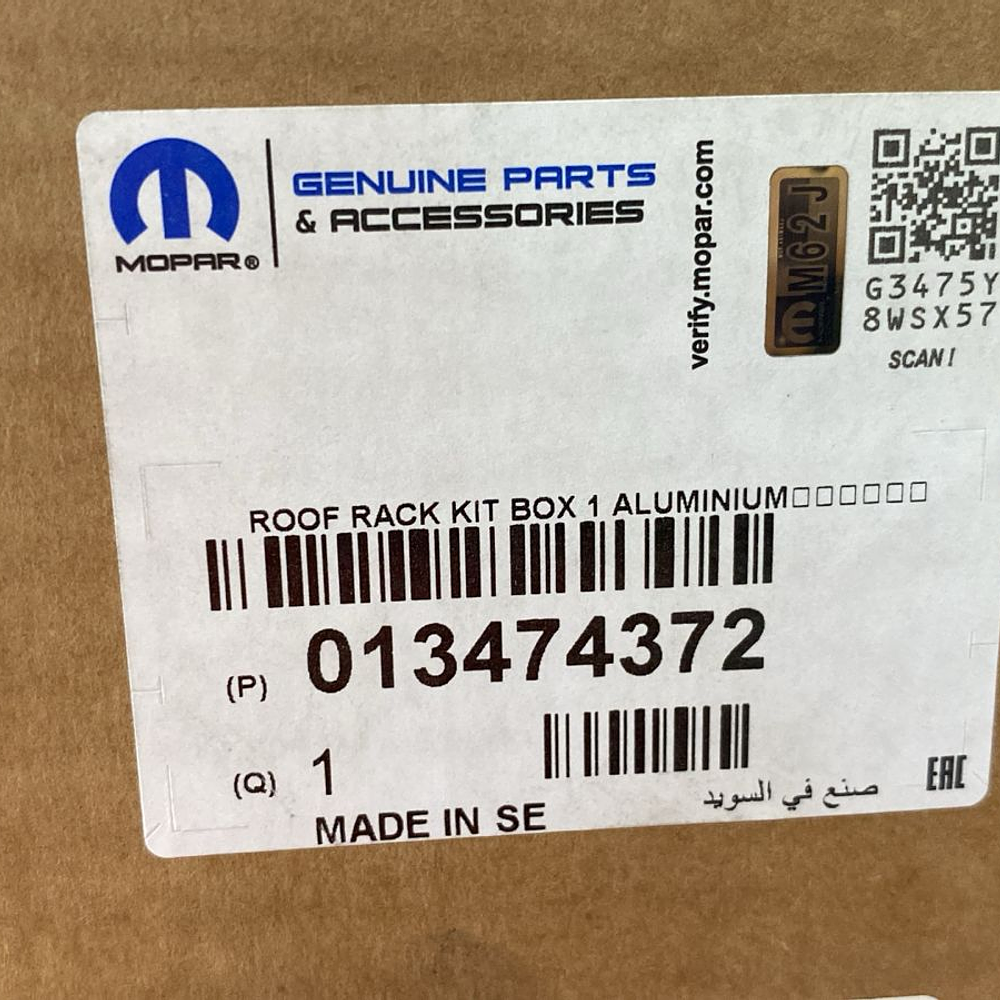 MOPAR®
GENUINE PARTS
& ACCESSORIES
verify.mopar.com
M62J
G3475Y
8WSX57
SCAN!
ROOF RACK KIT BOX 1 ALUMINIUM□□□□□□
(P) 013474372
(Q) 1
MADE IN SE
صنع في السويد
EAC